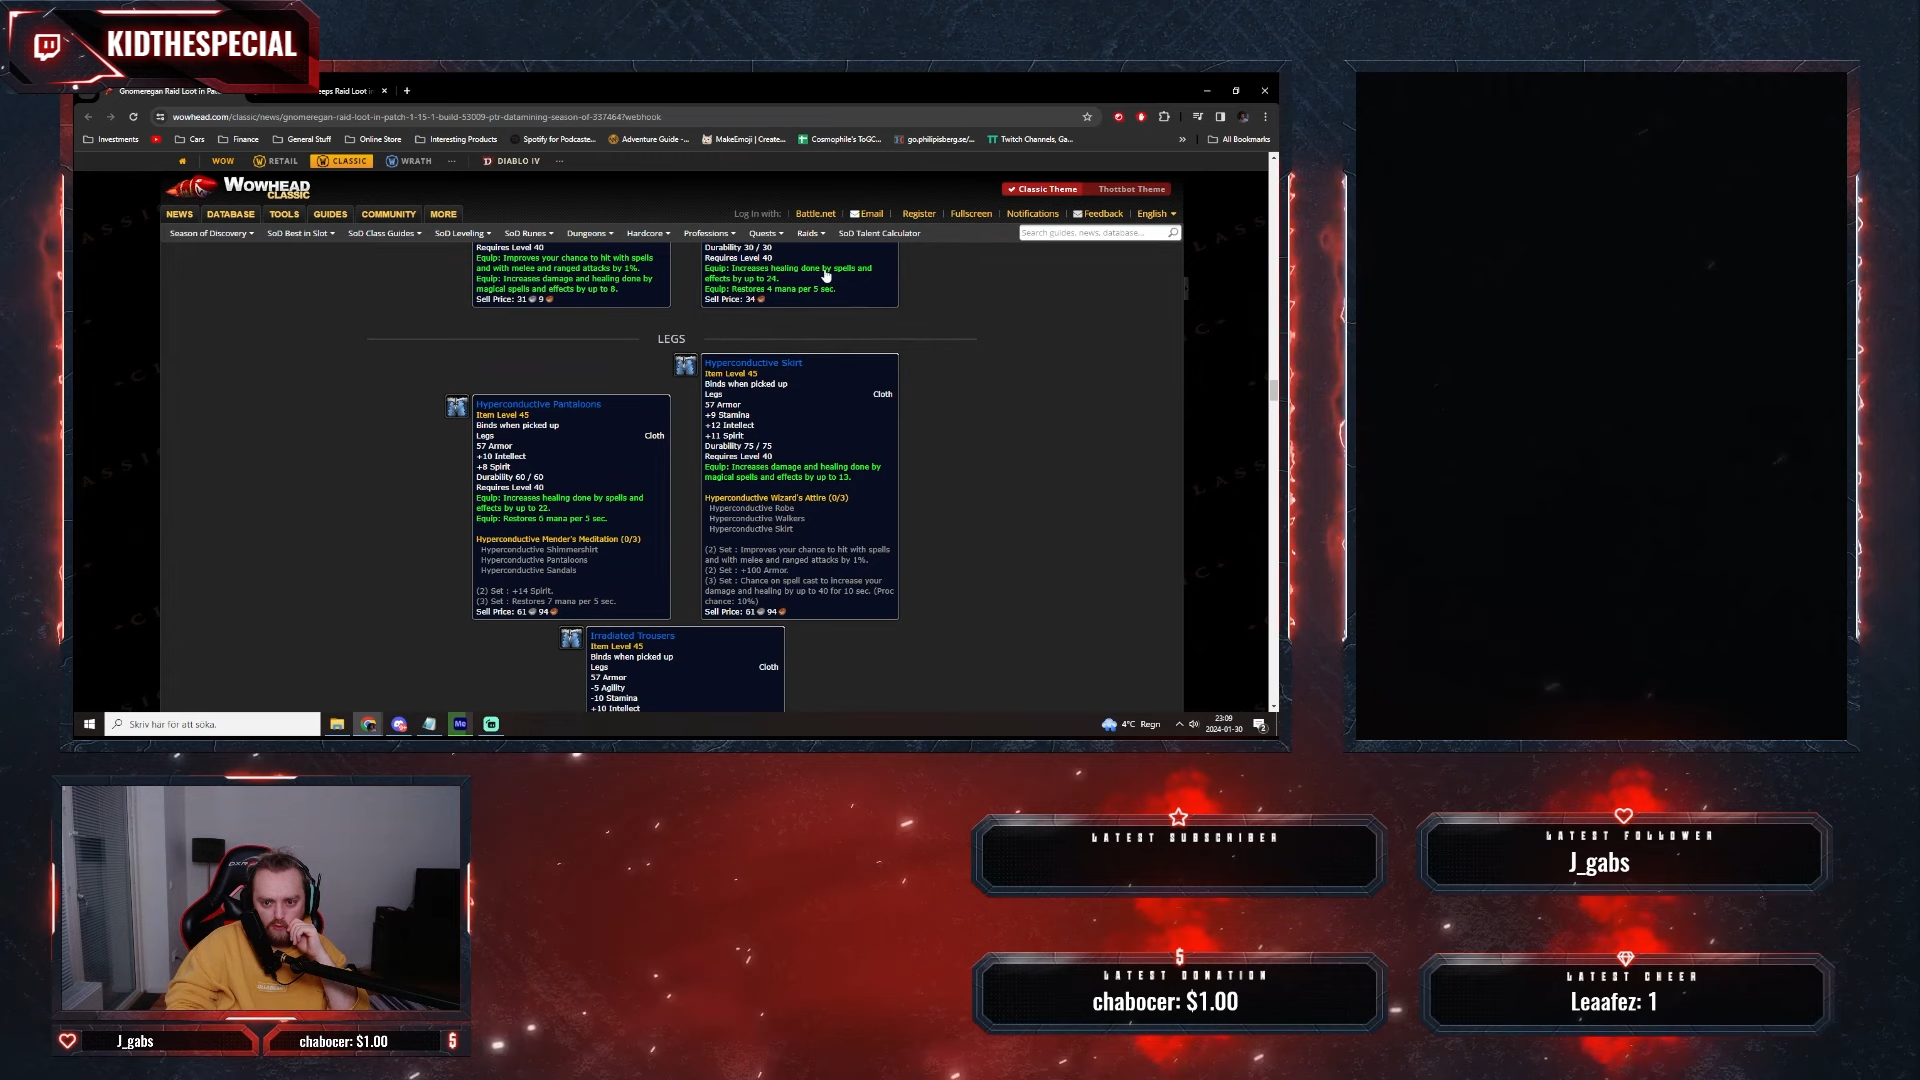 KIDTHESPECIAL
Gnomeregan Raid Loot in Pat
eeps Raid Loot i
wowhead.com/classic/news/gnomeregan-raid-loot-in-patch-1-15-1-build-53009-ptr-datamining-season-of-337464?webhook
Investments Cars Finance General Stuff Online Store Interesting Products Spotify for Podcaste... Adventure Guide -... MakeEmoji | Create... Cosmophile's ToGC... go.philipisberg.se/... Twitch Channels, Ga... » All Bookmarks
WOW RETAIL CLASSIC WRATH ... DIABLO IV ...
WOWHEAD
CLASSIC
Classic Theme Thottbot Theme
NEWS DATABASE TOOLS GUIDES COMMUNITY MORE
Log in with: Battle.net Email Register Fullscreen Notifications Feedback English
Season of Discovery SoD Best in Slot SoD Class Guides SoD Leveling SoD Runes Dungeons Hardcore Professions Quests Raids SoD Talent Calculator
Search guides, news, database...
Requires Level 40
Equip: Improves your chance to hit with spells
and with melee and ranged attacks by 1%.
Equip: Increases damage and healing done by
magical spells and effects by up to 8.
Sell Price: 31 9
Durability 30 / 30
Requires Level 40
Equip: Increases healing done by spells and
effects by up to 24.
Equip: Restores 4 mana per 5 sec.
Sell Price: 34
LEGS
Hyperconductive Pantaloons
Item Level 45
Binds when picked up
Legs Cloth
57 Armor
+10 Intellect
+8 Spirit
Durability 60 / 60
Requires Level 40
Equip: Increases healing done by spells and
effects by up to 22.
Equip: Restores 6 mana per 5 sec.
Hyperconductive Mender's Meditation (0/3)
Hyperconductive Shimmershirt
Hyperconductive Pantaloons
Hyperconductive Sandals
(2) Set : +14 Spirit.
(3) Set : Restores 7 mana per 5 sec.
Sell Price: 61 94
Hyperconductive Skirt
Item Level 45
Binds when picked up
Legs Cloth
57 Armor
+9 Stamina
+12 Intellect
+11 Spirit
Durability 75 / 75
Requires Level 40
Equip: Increases damage and healing done by
magical spells and effects by up to 13.
Hyperconductive Wizard's Attire (0/3)
Hyperconductive Robe
Hyperconductive Walkers
Hyperconductive Skirt
(2) Set : Improves your chance to hit with spells
and with melee and ranged attacks by 1%.
(2) Set : +100 Armor.
(3) Set : Chance on spell cast to increase your
damage and healing by up to 40 for 10 sec. (Proc
chance: 10%)
Sell Price: 61 94
Irradiated Trousers
Item Level 45
Binds when picked up
Legs Cloth
57 Armor
-5 Agility
-10 Stamina
+10 Intellect
Skriv här för att söka.
Me
4°C Regn
23:09
2024-01-30
2
DXR
J_gabs
chabocer: $1.00
LATEST SUBSCRIBER
LATEST FOLLOWER
J_gabs
LATEST DONATION
chabocer: $1.00
LATEST CHEER
Leaafez: 1